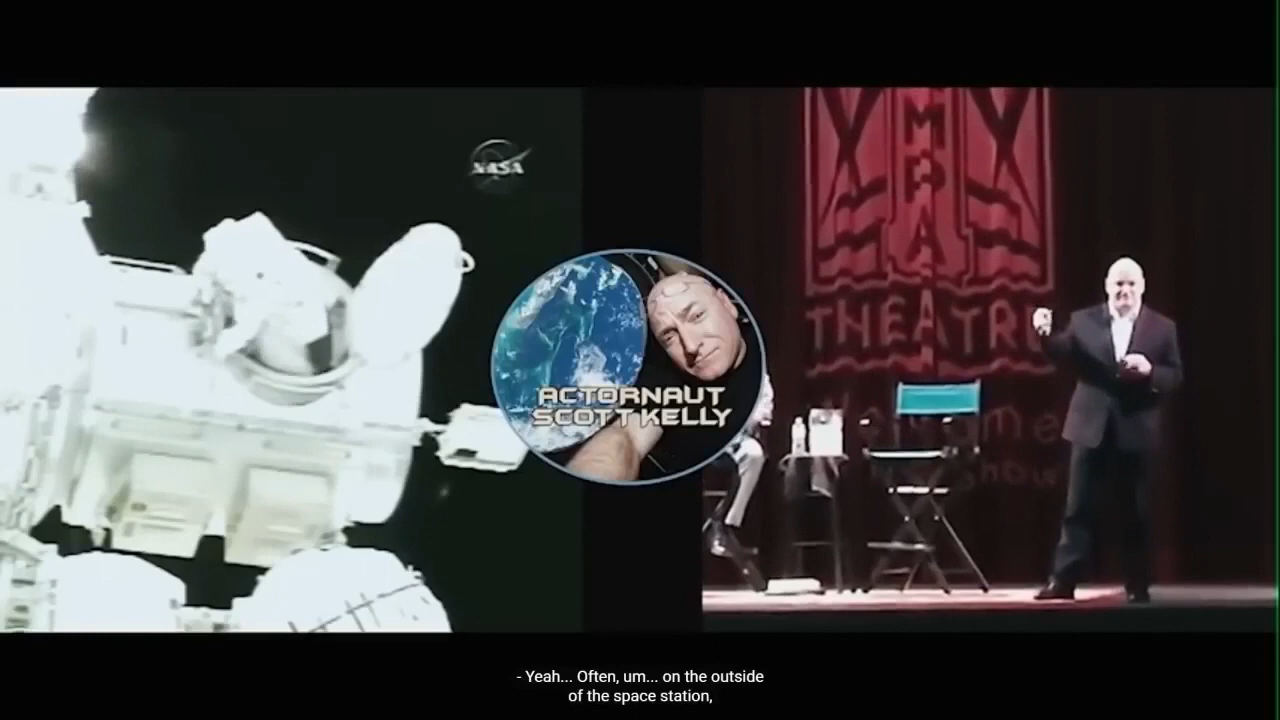 NASA
THEATRE
ACTORNAUT
SCOTT KELLY
- Yeah... Often, um... on the outside
of the space station,